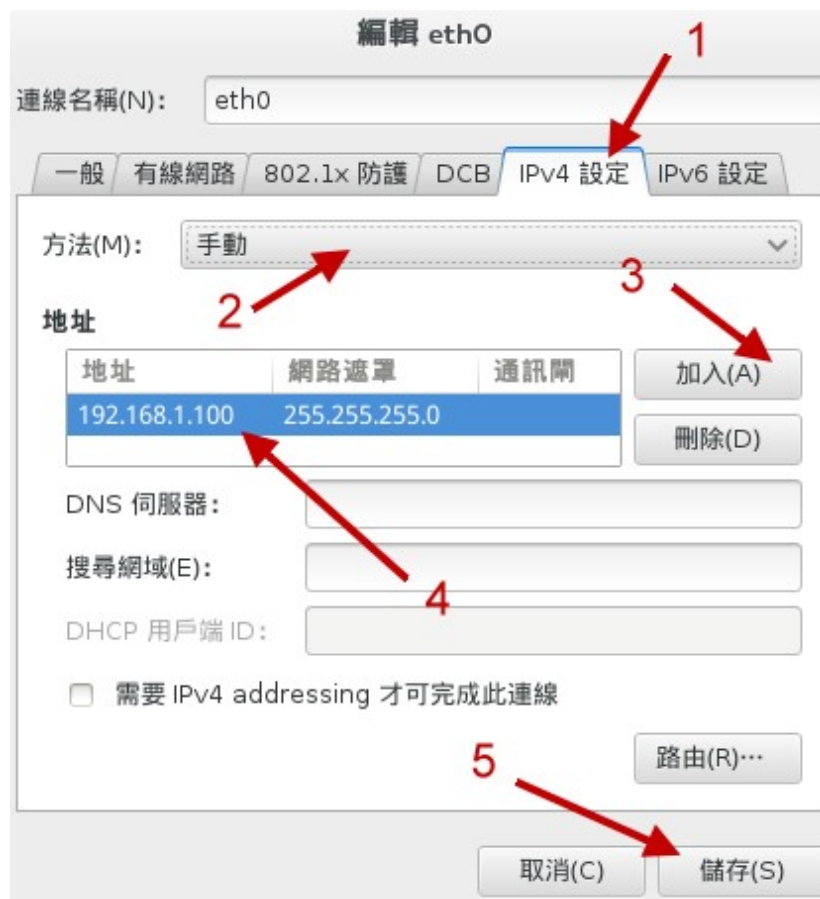 編輯 eth0
1
連線名稱(N): eth0
一般 有線網路 802.1x 防護 DCB IPv4 設定 IPv6 設定
方法(M): 手動
2
3
地址
地址 網路遮罩 通訊閘
加入(A)
192.168.1.100 255.255.255.0
刪除(D)
DNS 伺服器:
搜尋網域(E):
4
DHCP 用戶端 ID:
需要 IPv4 addressing 才可完成此連線
路由(R)…
5
取消(C) 儲存(S)